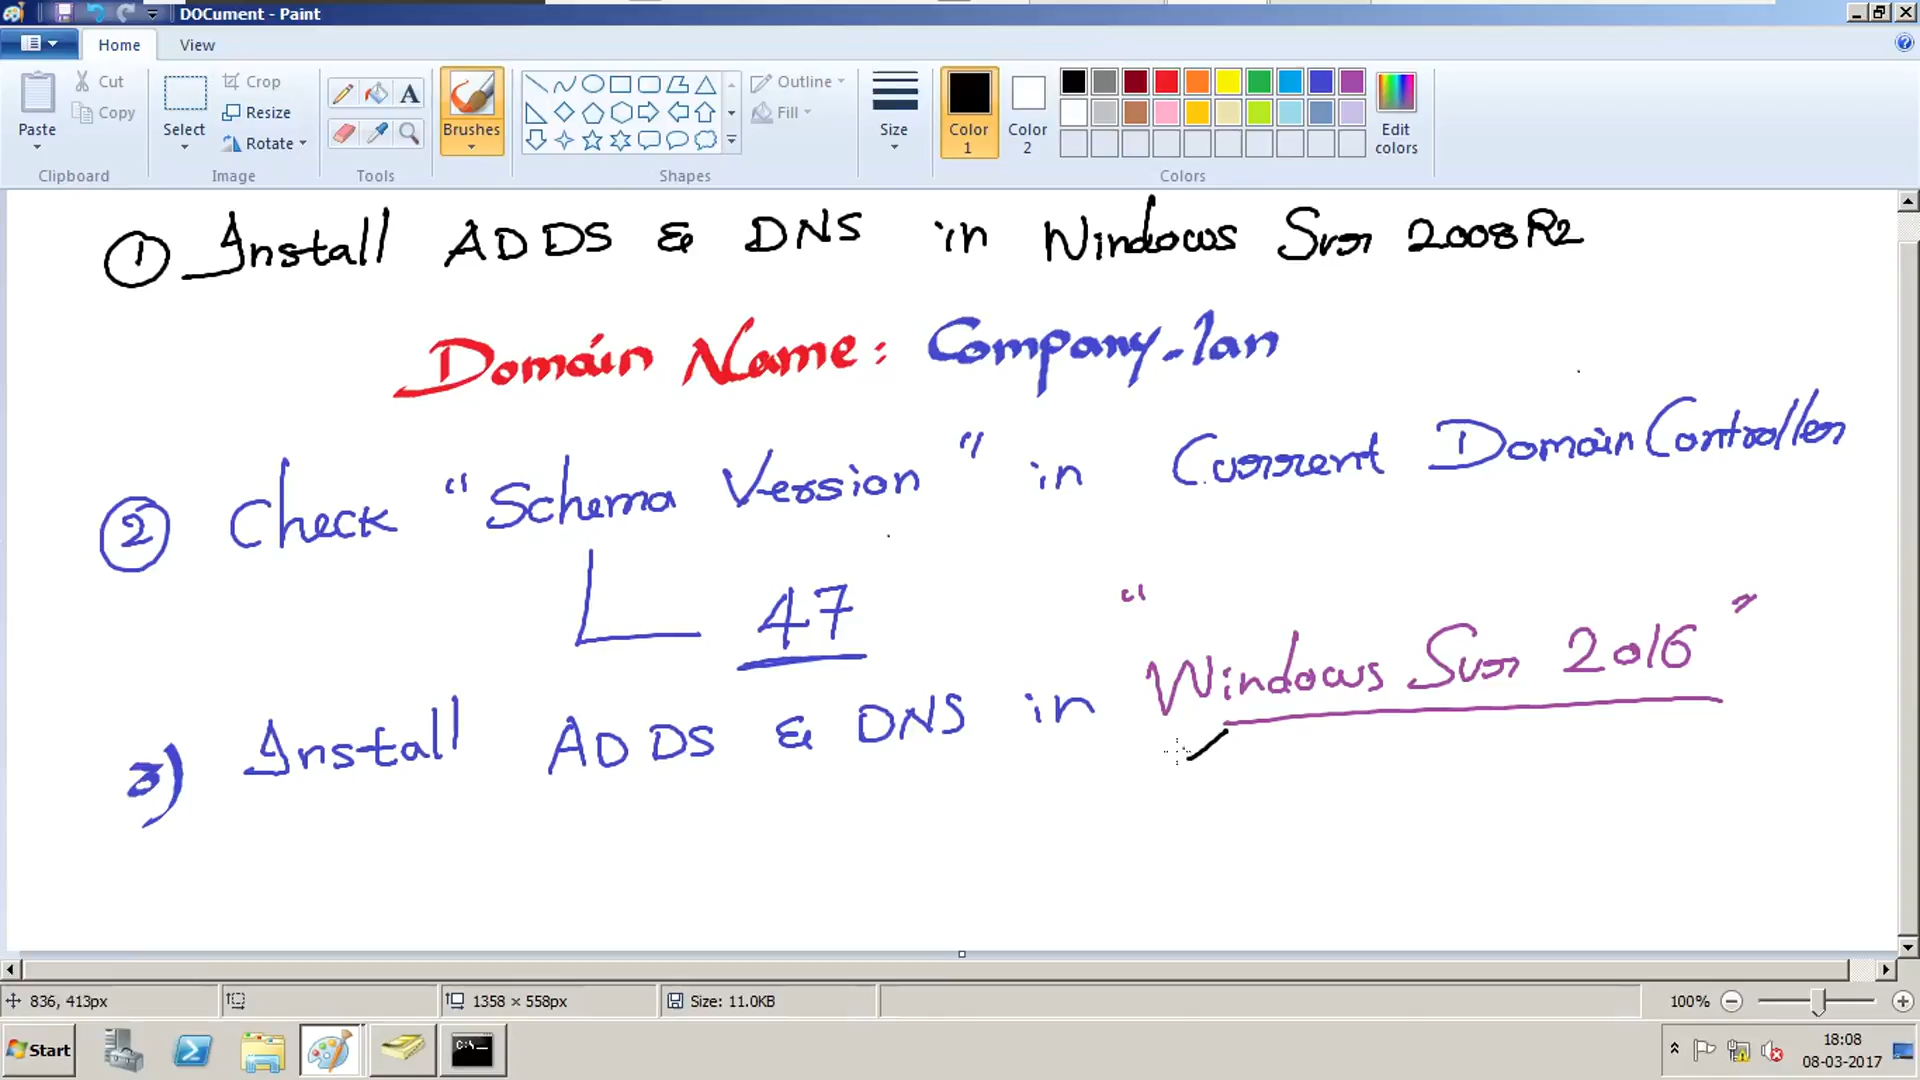 DOCument - Paint
Home View
Paste
Cut
Copy
Clipboard
Select
Crop
Resize
Rotate
Image
A
Tools
Brushes
Shapes
Outline
Fill
Size
Color 1
Color 2
Edit colors
Colors
① Install ADDS & DNS in Windows Svr 2008R2
Domain Name: Company.lan
② Check "Schema Version" in Current Domain Controller
47
3) Install ADDS & DNS in "Windows Svr 2016"
836, 413px 1358 × 558px Size: 11.0KB 100%
Start C:\ 18:08
08-03-2017